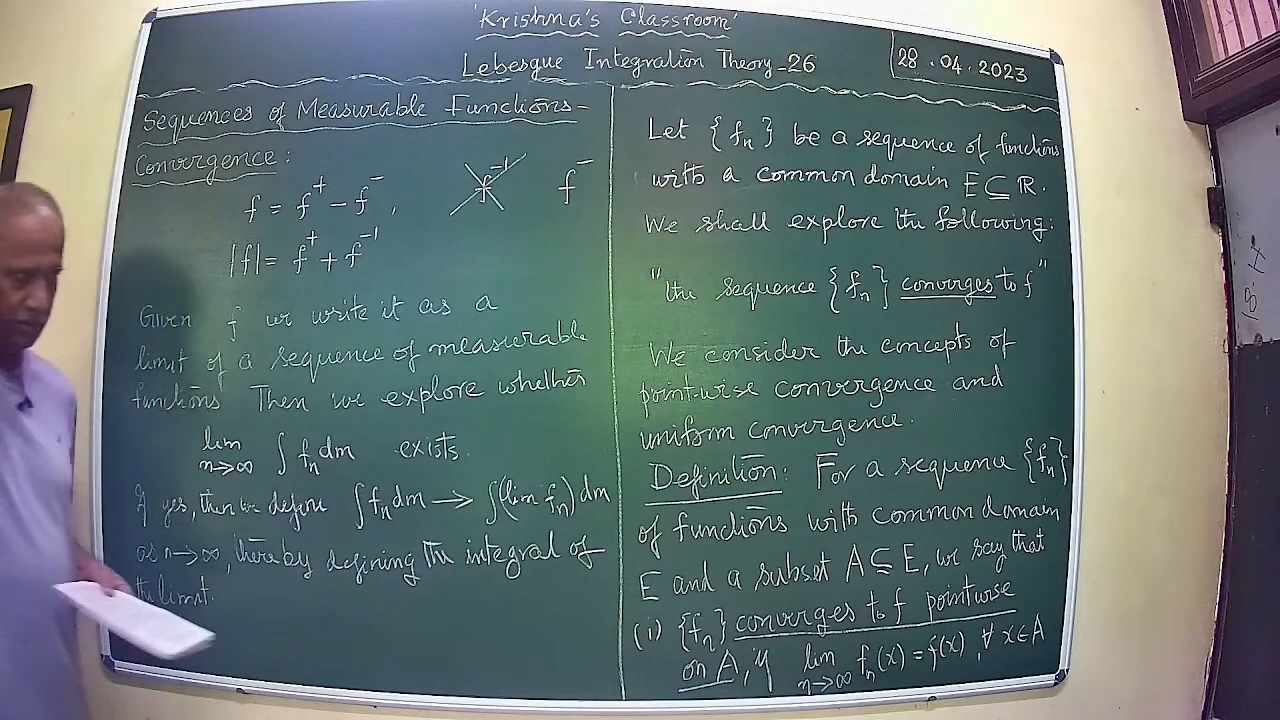 'Krishna's Classroom'
Lebesgue Integration Theory-26
28.04.2023
Sequences of Measurable Functions-
Convergence:
f = f⁺ - f⁻,
f⁻¹ f⁻
|f| = f⁺ + f⁻¹
Given f we write it as a
limit of a sequence of measurable
functions Then we explore whether
lim n→∞ ∫ fₙ dm exists.
If yes, then we define ∫ fₙ dm → ∫(lim fₙ) dm
as n→∞, thereby defining the integral of
the limit.
Let {fₙ} be a sequence of functions
with a common domain E ⊆ ℝ.
We shall explore the following:
"the sequence {fₙ} converges to f"
We consider the concepts of
point-wise convergence and
uniform convergence.
Definition: For a sequence {fₙ}
of functions with common domain
E and a subset A ⊆ E, we say that
(i) {fₙ} converges to f pointwise
on A, if lim n→∞ fₙ(x) = f(x), ∀ x∈A